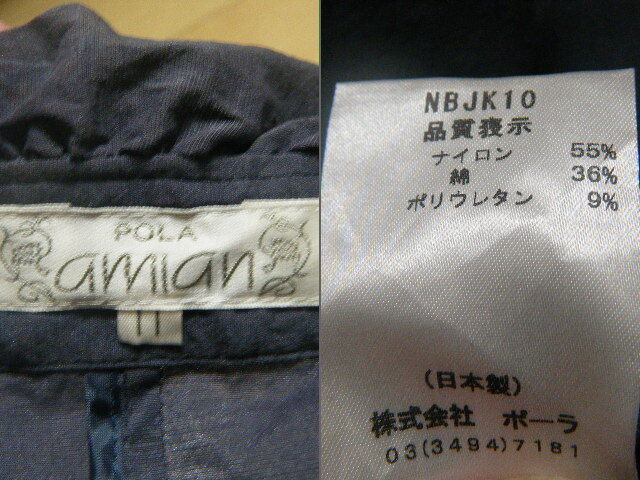 POLA
amian
11
NBJK10
品質表示
ナイロン 55%
綿 36%
ポリウレタン 9%
(日本製)
株式会社 ポーラ
03(3494)7181